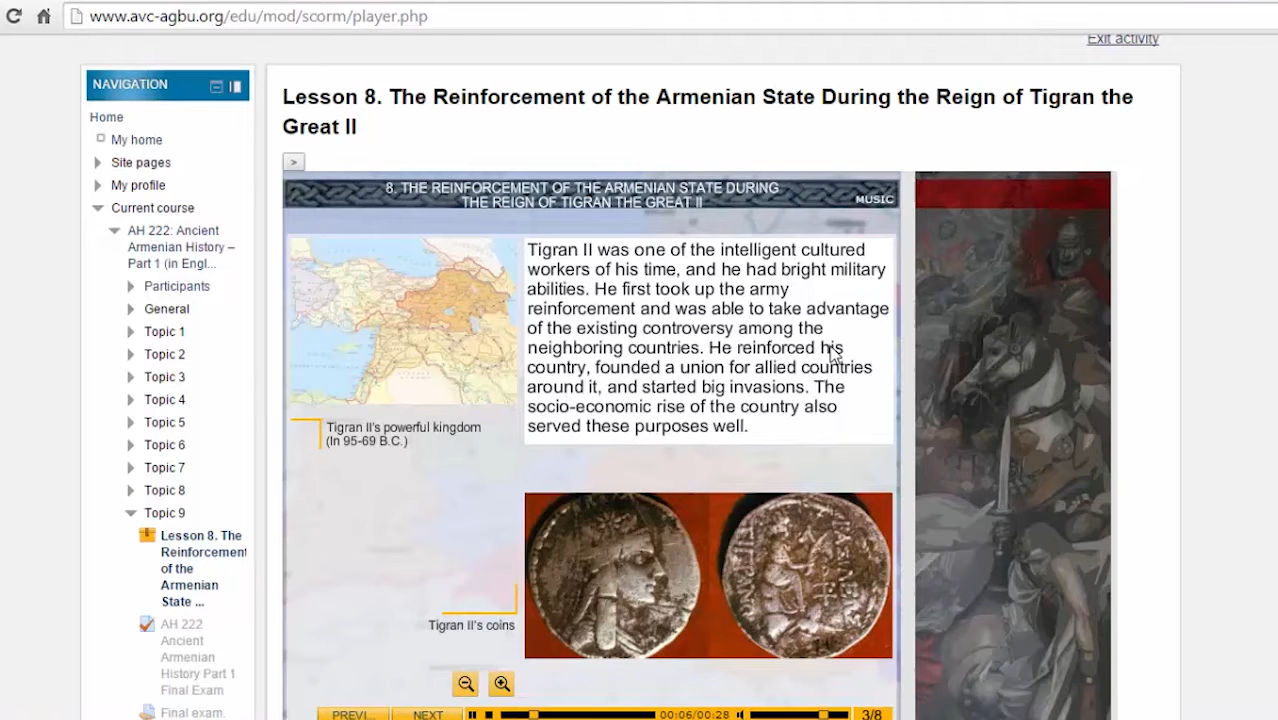 www.avc-agbu.org/edu/mod/scorm/player.php
Exit activity
NAVIGATION
Home
My home
Site pages
My profile
Current course
AH 222: Ancient
Armenian History –
Part 1 (in Engl...
Participants
General
Topic 1
Topic 2
Topic 3
Topic 4
Topic 5
Topic 6
Topic 7
Topic 8
Topic 9
Lesson 8. The
Reinforcement
of the
Armenian
State ...
AH 222
Ancient
Armenian
History Part 1
Final Exam
Final exam.
Lesson 8. The Reinforcement of the Armenian State During the Reign of Tigran the
Great II
>
8. THE REINFORCEMENT OF THE ARMENIAN STATE DURING
THE REIGN OF TIGRAN THE GREAT II
MUSIC
Tigran II was one of the intelligent cultured
workers of his time, and he had bright military
abilities. He first took up the army
reinforcement and was able to take advantage
of the existing controversy among the
neighboring countries. He reinforced his
country, founded a union for allied countries
around it, and started big invasions. The
socio-economic rise of the country also
served these purposes well.
Tigran II's powerful kingdom
(In 95-69 B.C.)
Tigran II's coins
PREVI...
NEXT
00:06/00:28
3/8